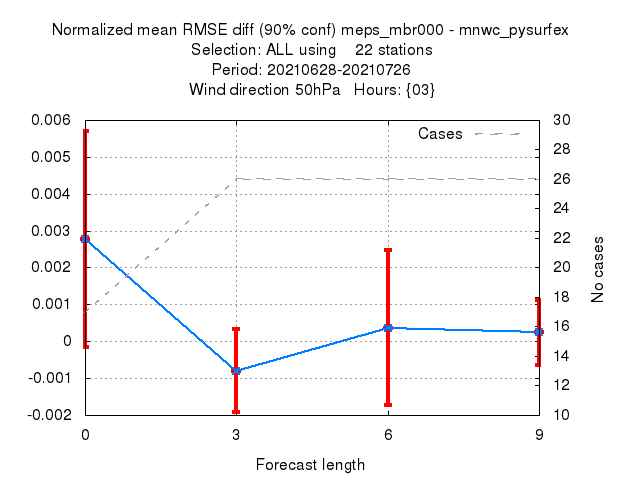 Normalized mean RMSE diff (90% conf) meps_mbr000 - mnwc_pysurfex
Selection: ALL using    22 stations
Period: 20210628-20210726
Wind direction 50hPa   Hours: {03}
Cases
0.006
0.005
0.004
0.003
0.002
0.001
0
-0.001
-0.002
30
28
26
24
22
20
18
16
14
12
10
No cases
0 3 6 9
Forecast length